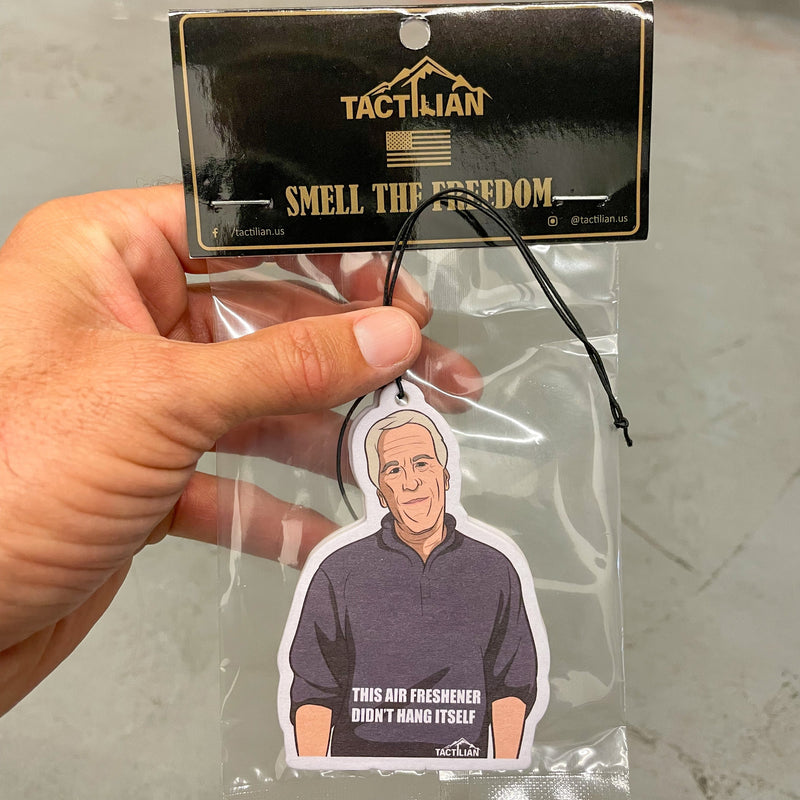 TACTILIAN
SMELL THE FREEDOM
/tactilian.us
@tactilian.us
THIS AIR FRESHENER
DIDN'T HANG ITSELF
TACTILIAN